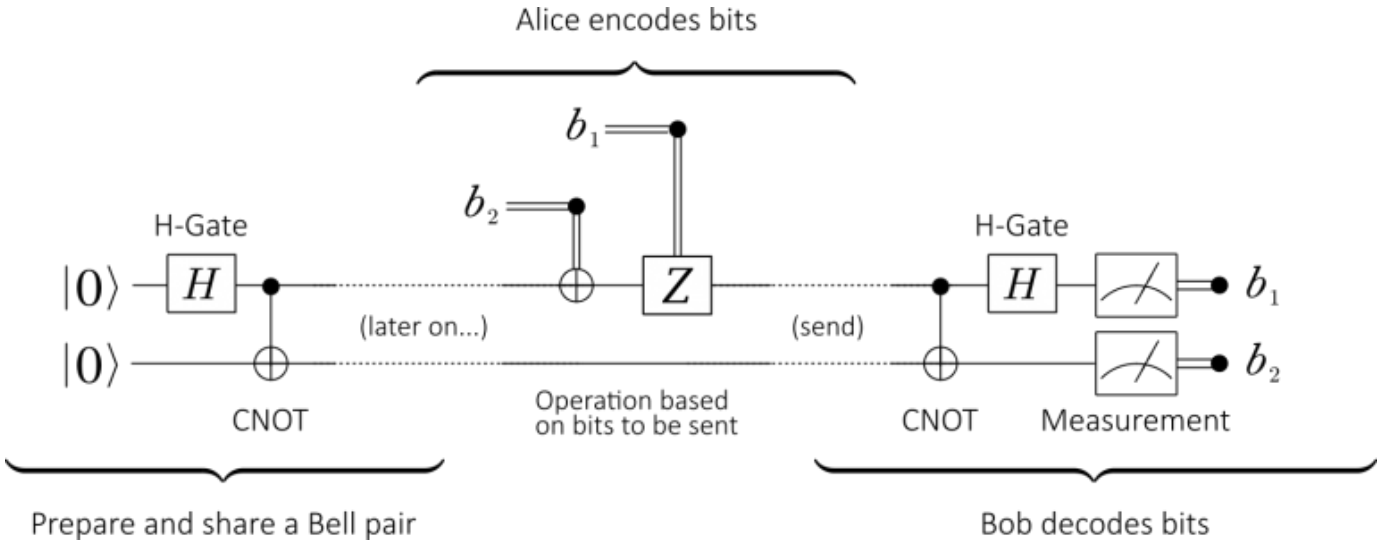 Alice encodes bits
b₁
b₂
H-Gate
H-Gate
|0⟩ H Z H b₁
(later on...) (send)
|0⟩ b₂
CNOT Operation based on bits to be sent CNOT Measurement
Prepare and share a Bell pair Bob decodes bits